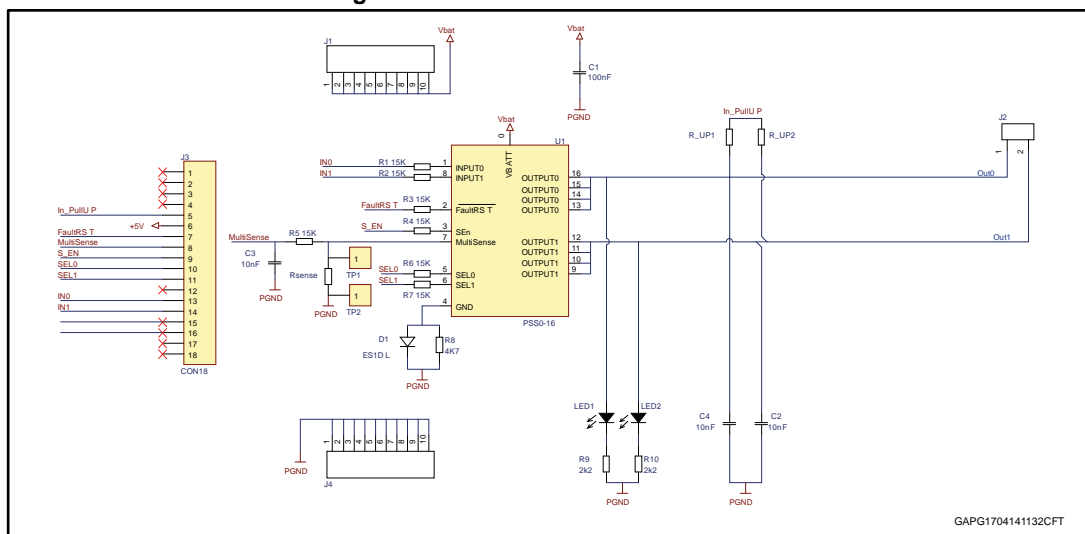 g
Vbat
J1
1 2 3 4 5 6 7 8 9 10
Vbat
C1
100nF
PGND
In_PullU P
R_UP1
R_UP2
J2
1 2
Vbat
0
U1
VB ATT
IN0
R1 15K
1
INPUT0
IN1
R2 15K
8
INPUT1
OUTPUT0
16
OUTPUT0
15
OUTPUT0
14
OUTPUT0
13
Out0
FaultRS T
R3 15K
2
FaultRS T
S_EN
R4 15K
3
SEn
MultiSense
R5 15K
7
MultiSense
OUTPUT1
12
OUTPUT1
11
OUTPUT1
10
OUTPUT1
9
Out1
SEL0
R6 15K
5
SEL0
SEL1
R7 15K
6
SEL1
4
GND
PSS0-16
C3
10nF
PGND
Rsense
PGND
1
TP1
1
TP2
D1
ES1D L
R8
4K7
PGND
J3
1
2
3
4
In_PullU P
5
+5V
6
FaultRS T
7
MultiSense
8
S_EN
9
SEL0
10
SEL1
11
12
IN0
13
IN1
14
15
16
17
18
CON18
LED1
LED2
R9
2k2
R10
2k2
PGND
C4
10nF
C2
10nF
PGND
1 2 3 4 5 6 7 8 9 10
PGND
J4
GAPG1704141132CFT